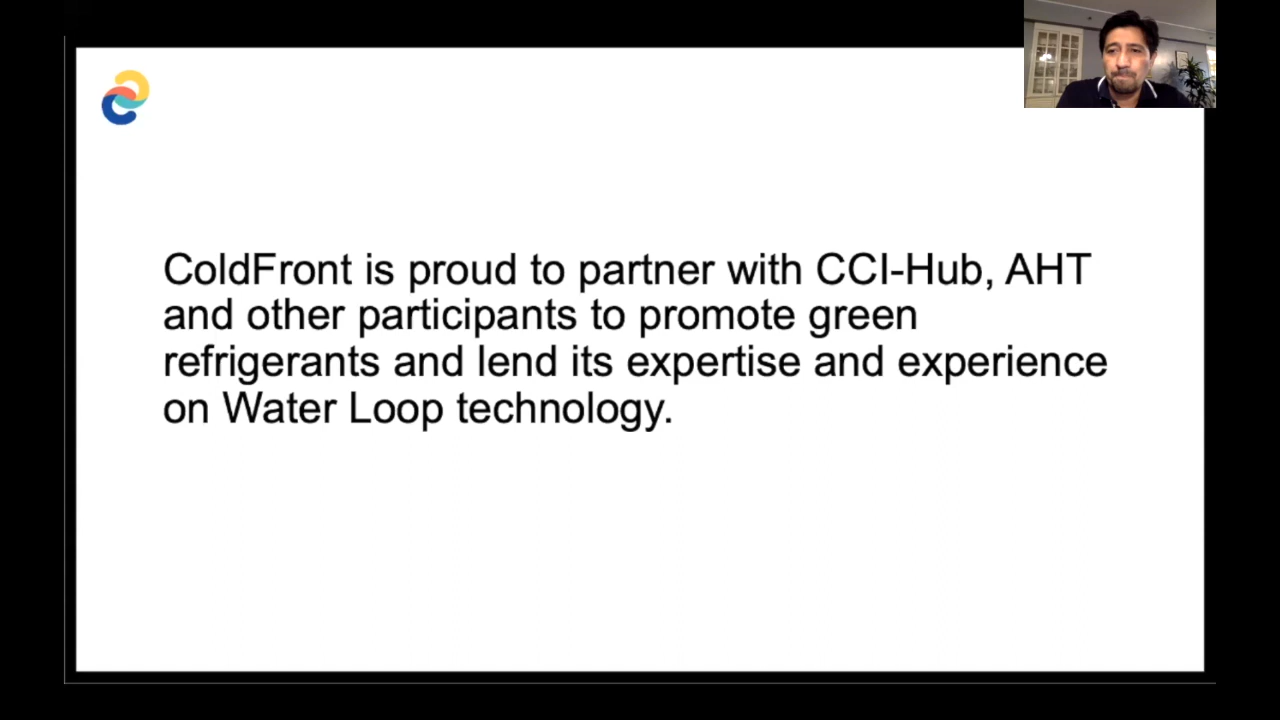 ColdFront is proud to partner with CCI-Hub, AHT
and other participants to promote green
refrigerants and lend its expertise and experience
on Water Loop technology.